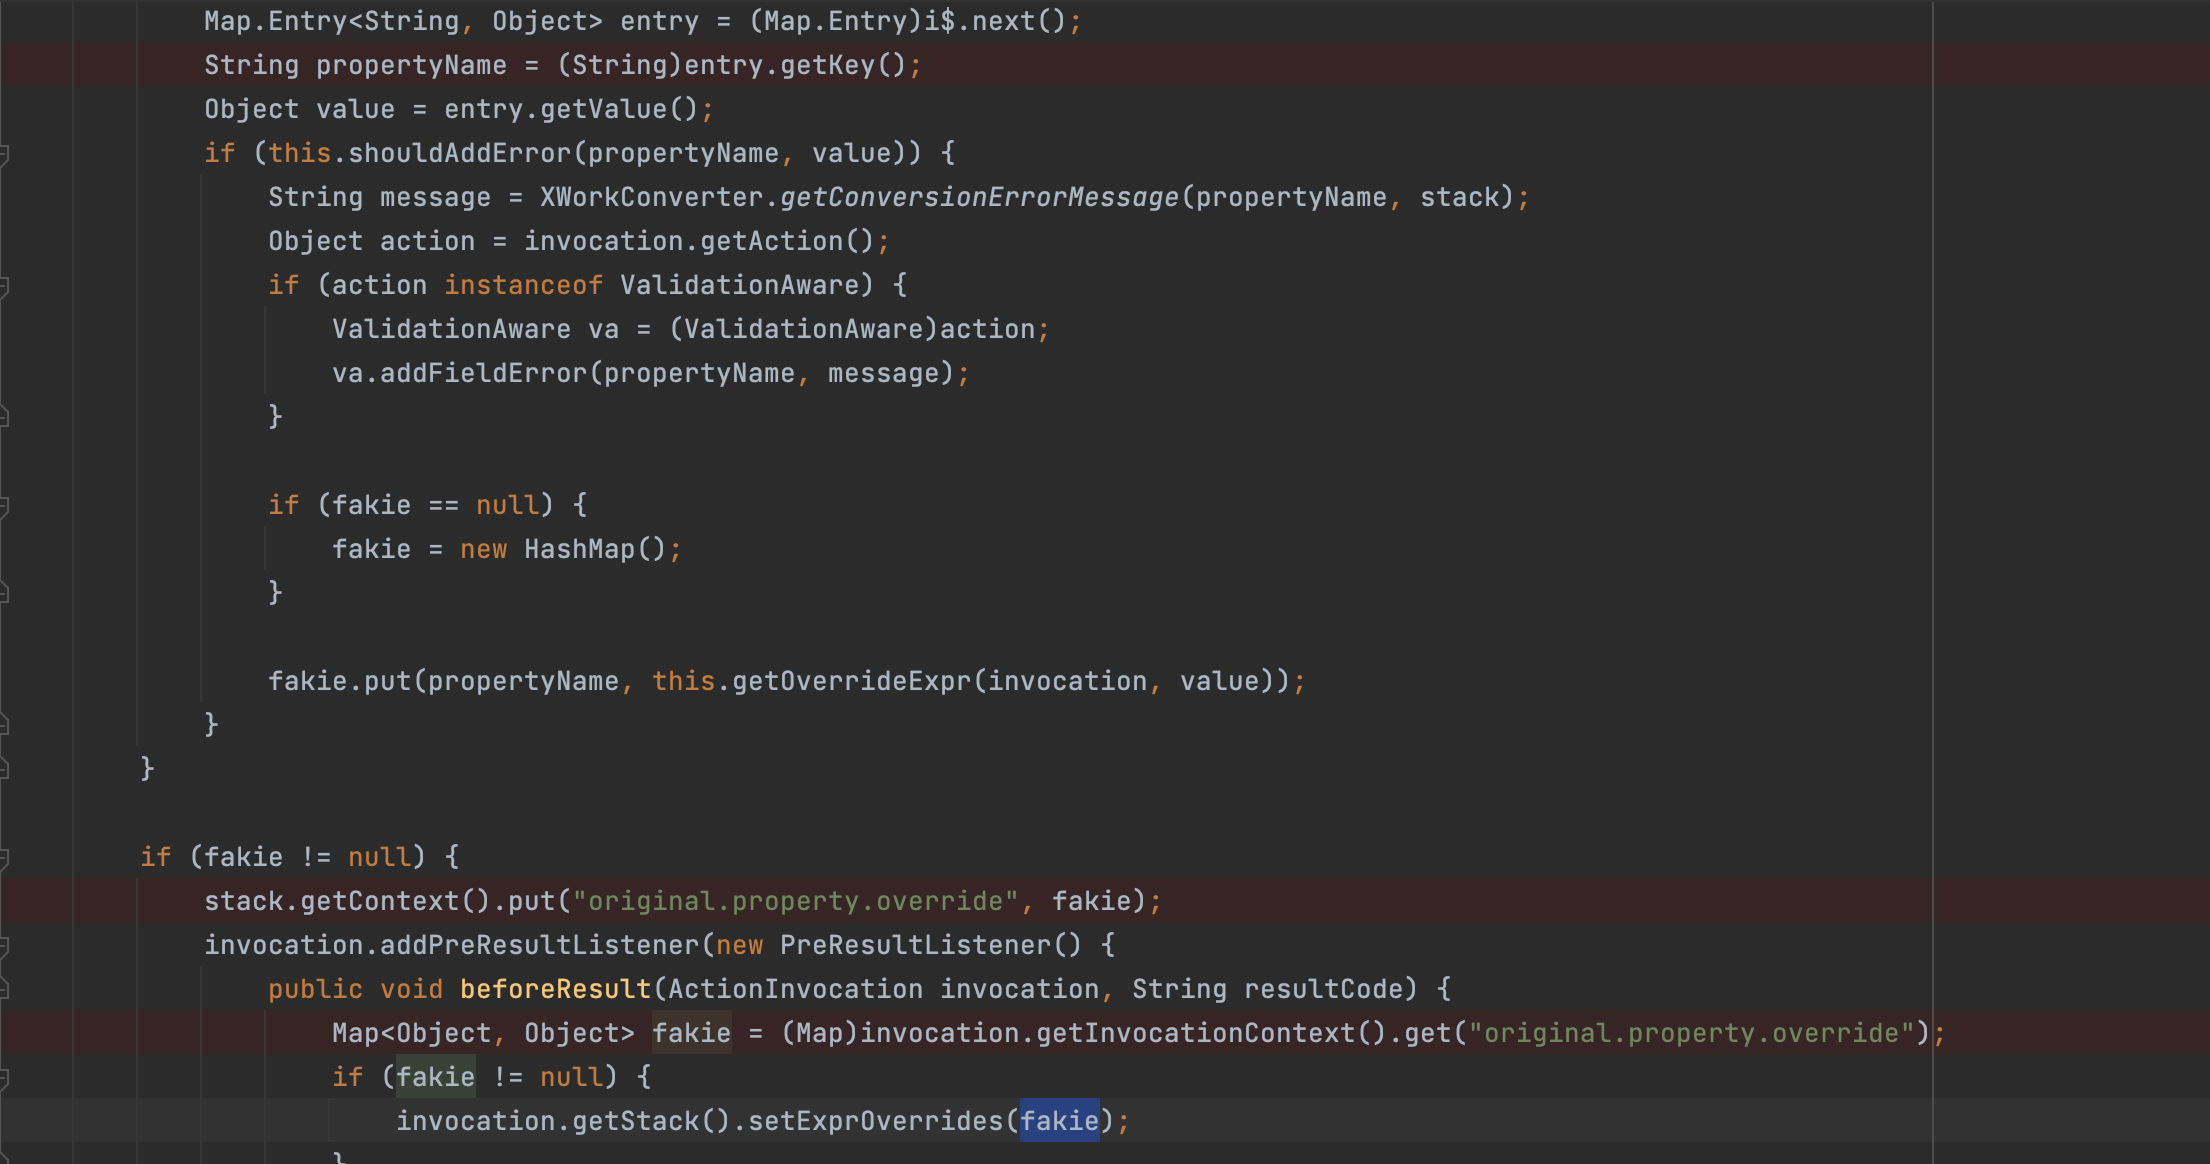 Map.Entry<String, Object> entry = (Map.Entry)i$.next();
String propertyName = (String)entry.getKey();
Object value = entry.getValue();
if (this.shouldAddError(propertyName, value)) {
String message = XWorkConverter.getConversionErrorMessage(propertyName, stack);
Object action = invocation.getAction();
if (action instanceof ValidationAware) {
ValidationAware va = (ValidationAware)action;
va.addFieldError(propertyName, message);
}
if (fakie == null) {
fakie = new HashMap();
}
fakie.put(propertyName, this.getOverrideExpr(invocation, value));
}
}
if (fakie != null) {
stack.getContext().put("original.property.override", fakie);
invocation.addPreResultListener(new PreResultListener() {
public void beforeResult(ActionInvocation invocation, String resultCode) {
Map<Object, Object> fakie = (Map)invocation.getInvocationContext().get("original.property.override");
if (fakie != null) {
invocation.getStack().setExprOverrides(fakie);
}